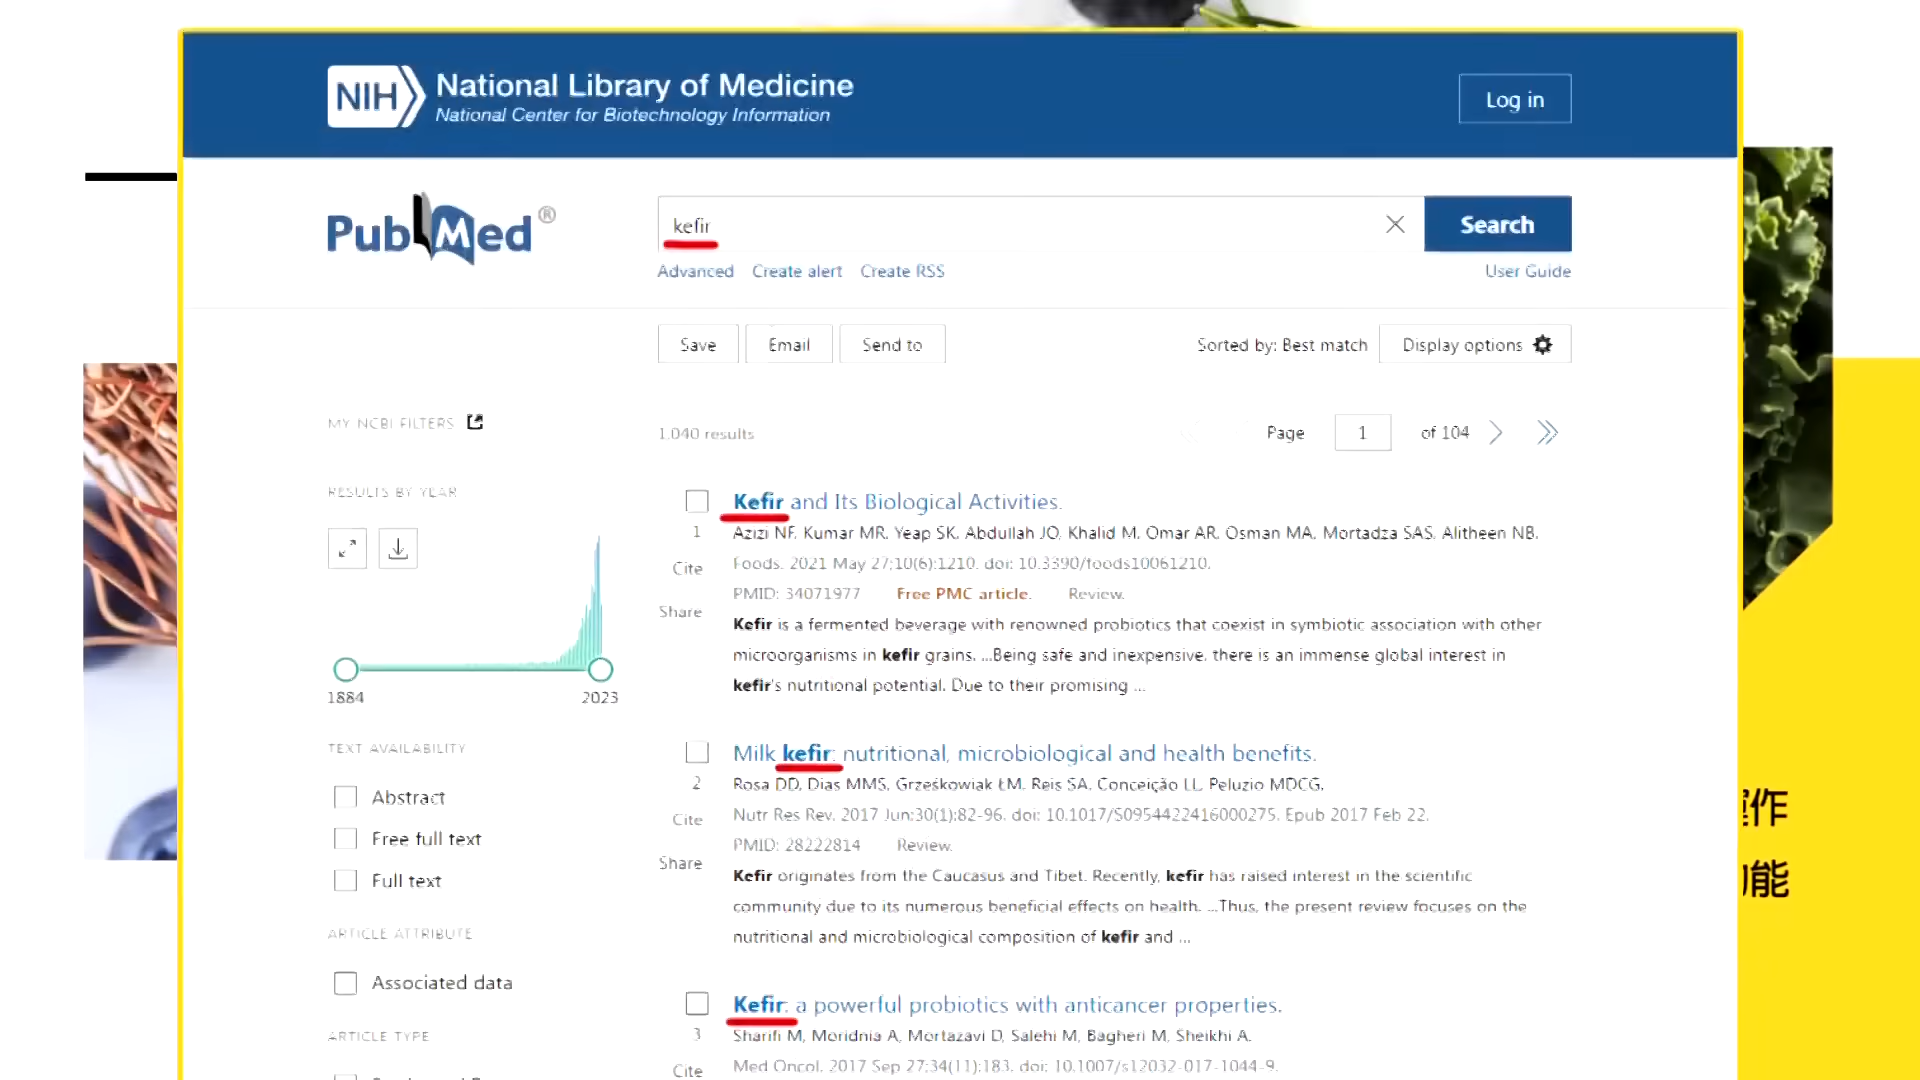 NIH National Library of Medicine
National Center for Biotechnology Information
Log in
PubMed®
kefir
Search
Advanced Create alert Create RSS
User Guide
Save Email Send to
Sorted by: Best match Display options
MY NCBI FILTERS
1,040 results
Page 1 of 104
RESULTS BY YEAR
1884 2023
TEXT AVAILABILITY
Abstract
Free full text
Full text
ARTICLE ATTRIBUTE
Associated data
ARTICLE TYPE
Kefir and Its Biological Activities.
1
Azizi NF, Kumar MR, Yeap SK, Abdullah JO, Khalid M, Omar AR, Osman MA, Mortadza SAS, Alitheen NB.
Cite
Foods. 2021 May 27;10(6):1210. doi: 10.3390/foods10061210.
PMID: 34071977 Free PMC article. Review.
Share
Kefir is a fermented beverage with renowned probiotics that coexist in symbiotic association with other
microorganisms in kefir grains. ...Being safe and inexpensive, there is an immense global interest in
kefir's nutritional potential. Due to their promising ...
Milk kefir: nutritional, microbiological and health benefits.
2
Rosa DD, Dias MMS, Grześkowiak ŁM, Reis SA, Conceição LL, Peluzio MDCG.
Cite
Nutr Res Rev. 2017 Jun;30(1):82-96. doi: 10.1017/S0954422416000275. Epub 2017 Feb 22.
PMID: 28222814 Review.
Share
Kefir originates from the Caucasus and Tibet. Recently, kefir has raised interest in the scientific
community due to its numerous beneficial effects on health. ...Thus, the present review focuses on the
nutritional and microbiological composition of kefir and ...
Kefir: a powerful probiotics with anticancer properties.
3
Sharifi M, Moridnia A, Mortazavi D, Salehi M, Bagheri M, Sheikhi A.
Cite
Med Oncol. 2017 Sep 27;34(11):183. doi: 10.1007/s12032-017-1044-9.
作
能